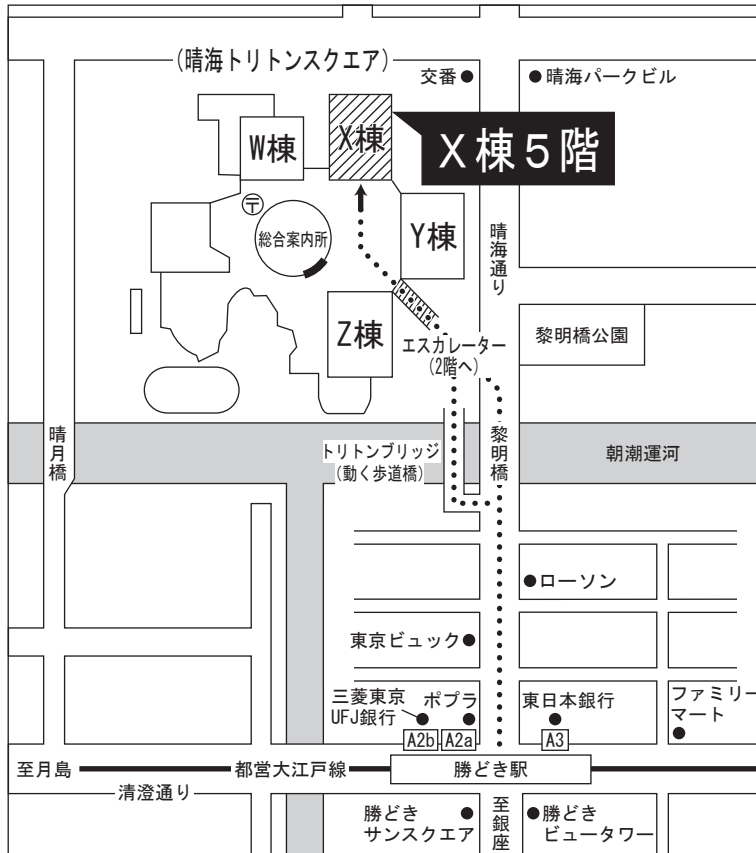 (晴海トリトンスクエア)
交番
晴海パークビル
W棟
X棟
X棟5階
〒
総合案内所
Y棟
晴海通り
Z棟
エスカレーター
(2階へ)
黎明橋公園
晴月橋
トリトンブリッジ
(動く歩道橋)
黎明橋
朝潮運河
ローソン
東京ビュック
三菱東京
UFJ銀行
ポプラ
東日本銀行
ファミリー
マート
A2b
A2a
A3
至月島
都営大江戸線
勝どき駅
清澄通り
勝どき
サンスクエア
至銀座
勝どき
ビュータワー